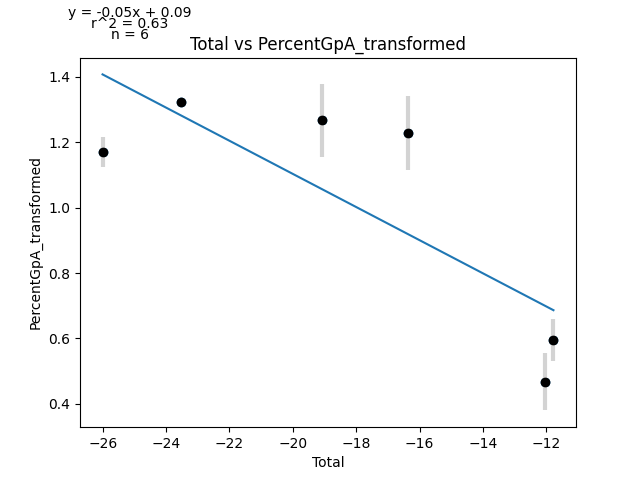 y = -0.05x + 0.09
r^2 = 0.63
n = 6
Total vs PercentGpA_transformed
PercentGpA_transformed
1.4
1.2
1.0
0.8
0.6
0.4
−26
−24
−22
−20
−18
−16
−14
−12
Total